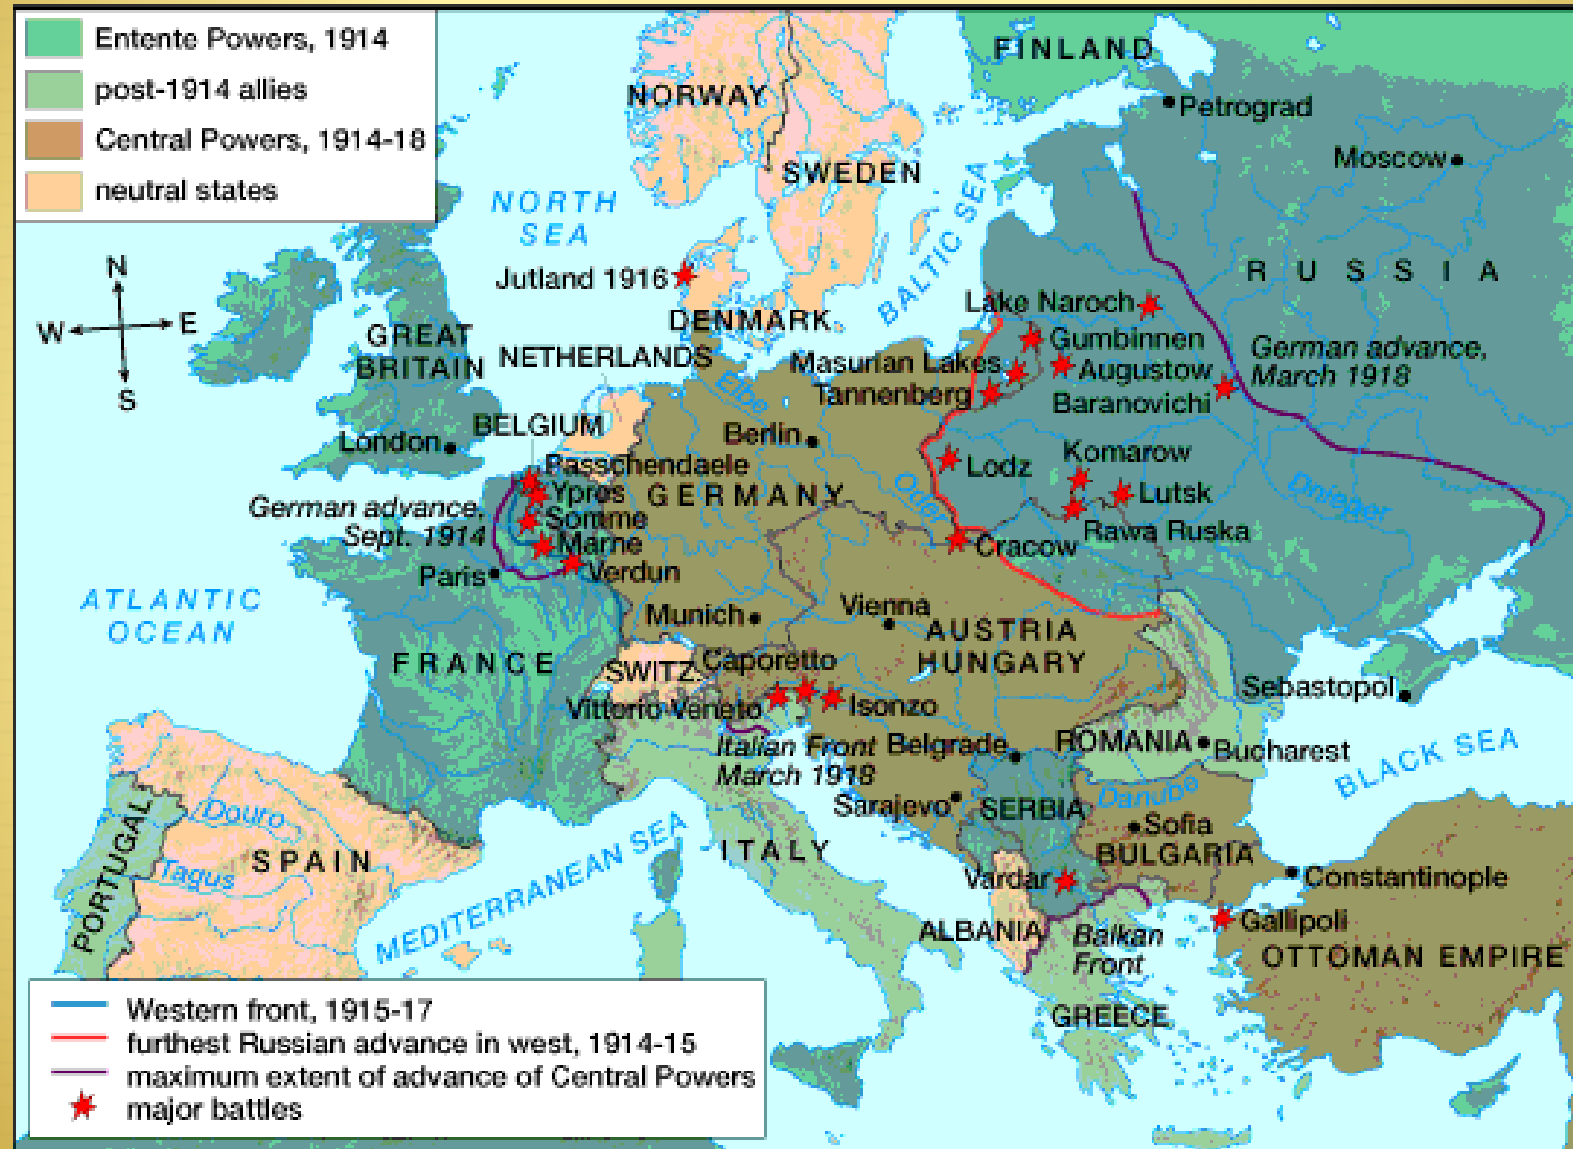 Entente Powers, 1914
post-1914 allies
Central Powers, 1914-18
neutral states
FINLAND
NORWAY
Petrograd
Moscow
SWEDEN
NORTH
SEA
BALTIC SEA
N
W
E
S
Jutland 1916
RUSSIA
Lake Naroch
DENMARK
GREAT
BRITAIN
NETHERLANDS
Gumbinnen
German advance,
March 1918
Masurian Lakes
Augustow
Tannenberg
Baranovichi
Elbe
BELGIUM
London
Berlin
Komarow
Passchendaele
Lodz
Ypres
GERMANY
Oder
Lutsk
Dnieper
German advance,
Sept. 1914
Somme
Marne
Cracow
Rawa Ruska
Paris
Verdun
ATLANTIC
OCEAN
Munich
Vienna
AUSTRIA
HUNGARY
FRANCE
SWITZ.
Caporetto
Sebastopol
Vittorio Veneto
Isonzo
Italian Front
March 1918
Belgrade
ROMANIA
Bucharest
BLACK SEA
Sarajevo
SERBIA
Danube
Douro
Sofia
BULGARIA
PORTUGAL
SPAIN
Tagus
ITALY
MEDITERRANEAN SEA
Vardar
Constantinople
ALBANIA
Balkan
Front
Gallipoli
OTTOMAN EMPIRE
GREECE
Western front, 1915-17
furthest Russian advance in west, 1914-15
maximum extent of advance of Central Powers
major battles